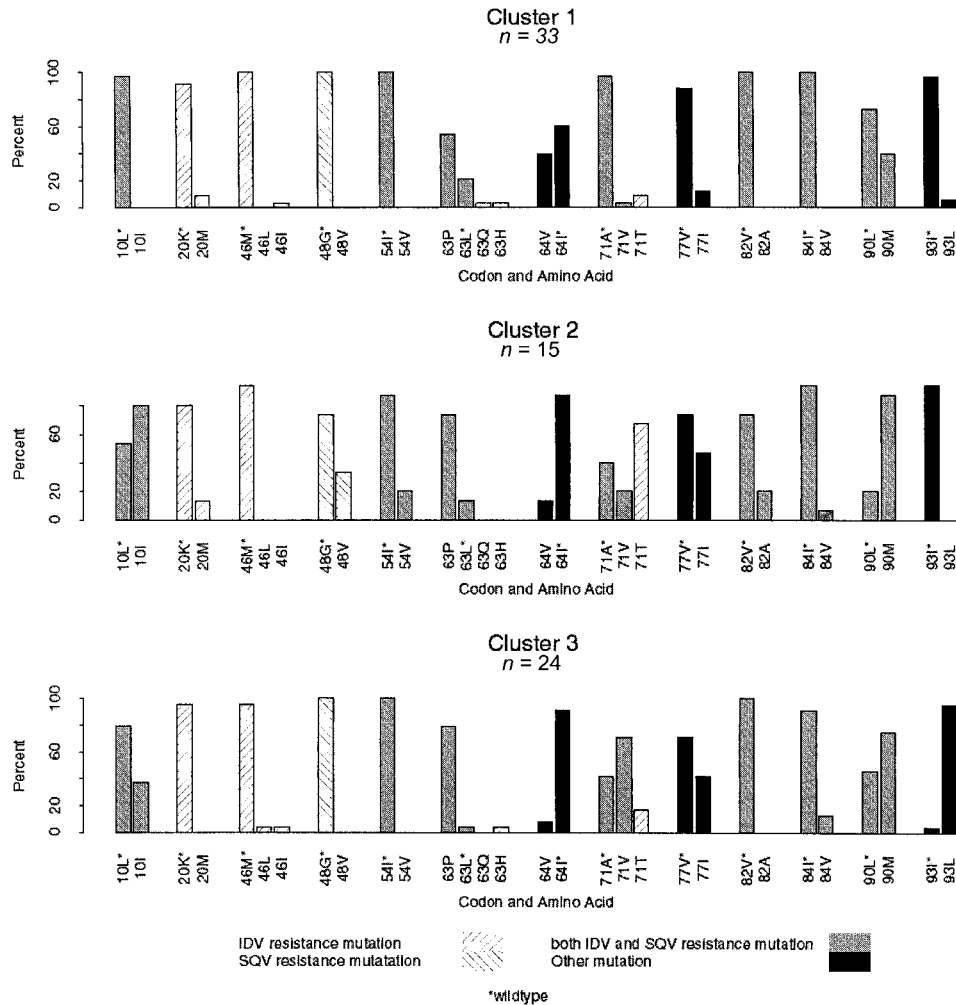 Cluster 1
n = 33
Percent
100
60
20
0
10L* 10I 20K* 20M 46M* 46L 46I 48G* 48V 54I* 54V 63P 63L* 63Q 63H 64V 64I* 71A* 71V 71T 77V* 77I 82V* 82A 84I* 84V 90L* 90M 93I* 93L
Codon and Amino Acid
Cluster 2
n = 15
Percent
60
20
0
10L* 10I 20K* 20M 46M* 46L 46I 48G* 48V 54I* 54V 63P 63L* 63Q 63H 64V 64I* 71A* 71V 71T 77V* 77I 82V* 82A 84I* 84V 90L* 90M 93I* 93L
Codon and Amino Acid
Cluster 3
n = 24
Percent
100
60
20
0
10L* 10I 20K* 20M 46M* 46L 46I 48G* 48V 54I* 54V 63P 63L* 63Q 63H 64V 64I* 71A* 71V 71T 77V* 77I 82V* 82A 84I* 84V 90L* 90M 93I* 93L
Codon and Amino Acid
IDV resistance mutation
SQV resistance mutatation
both IDV and SQV resistance mutation
Other mutation
*wildtype